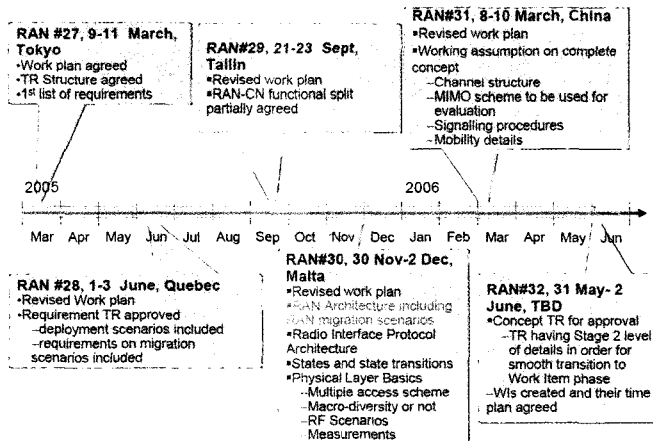 RAN #27, 9-11 March,
Tokyo
•Work plan agreed
•TR Structure agreed
•1st list of requirements
RAN#29, 21-23 Sept,
Tallin
▪Revised work plan
▪RAN-CN functional split
partially agreed
RAN#31, 8-10 March, China
▪Revised work plan
▪Working assumption on complete
concept
–Channel structure
–MIMO scheme to be used for
evaluation
–Signalling procedures
–Mobility details
2005
2006
Mar Apr May Jun Jul Aug Sep Oct Nov Dec Jan Feb Mar Apr May Jun
RAN #28, 1-3 June, Quebec
▪Revised Work plan
▪Requirement TR approved
–deployment scenarios included
–requirements on migration
scenarios included
RAN#30, 30 Nov-2 Dec,
Malta
▪Revised work plan
▪RAN Architecture including
RAN migration scenarios
▪Radio Interface Protocol
Architecture
▪States and state transitions
▪Physical Layer Basics
–Multiple access scheme
–Macro-diversity or not
–RF Scenarios
–Measurements
RAN#32, 31 May- 2
June, TBD
▪Concept TR for approval
–TR having Stage 2 level
of details in order for
smooth transition to
Work Item phase
–WIs created and their time
plan agreed